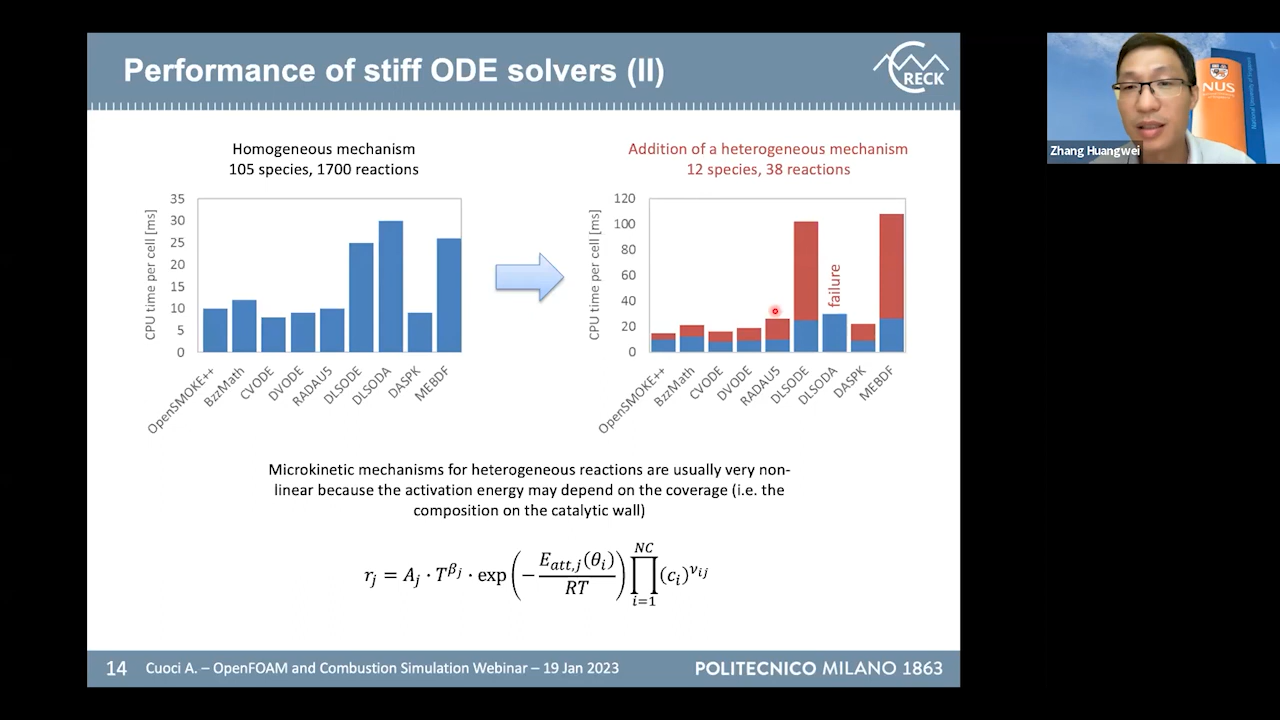 Performance of stiff ODE solvers (II)
CRECK
Homogeneous mechanism
105 species, 1700 reactions
CPU time per cell [ms]
35
30
25
20
15
10
5
0
OpenSMOKE++
BzzMath
CVODE
DVODE
RADAU5
DLSODE
DLSODA
DASPK
MEBDF
Addition of a heterogeneous mechanism
12 species, 38 reactions
CPU time per cell [ms]
120
100
80
60
40
20
0
failure
OpenSMOKE++
BzzMath
CVODE
DVODE
RADAU5
DLSODE
DLSODA
DASPK
MEBDF
Microkinetic mechanisms for heterogeneous reactions are usually very non-
linear because the activation energy may depend on the coverage (i.e. the
composition on the catalytic wall)
r_j = A_j · T^{β_j} · exp(−E_{att,j}(θ_i)/RT) ∏_{i=1}^{NC} (c_i)^{ν_{ij}}
14 Cuoci A. – OpenFOAM and Combustion Simulation Webinar – 19 Jan 2023 POLITECNICO MILANO 1863
NUS
National University of Singapore
Zhang Huangwei